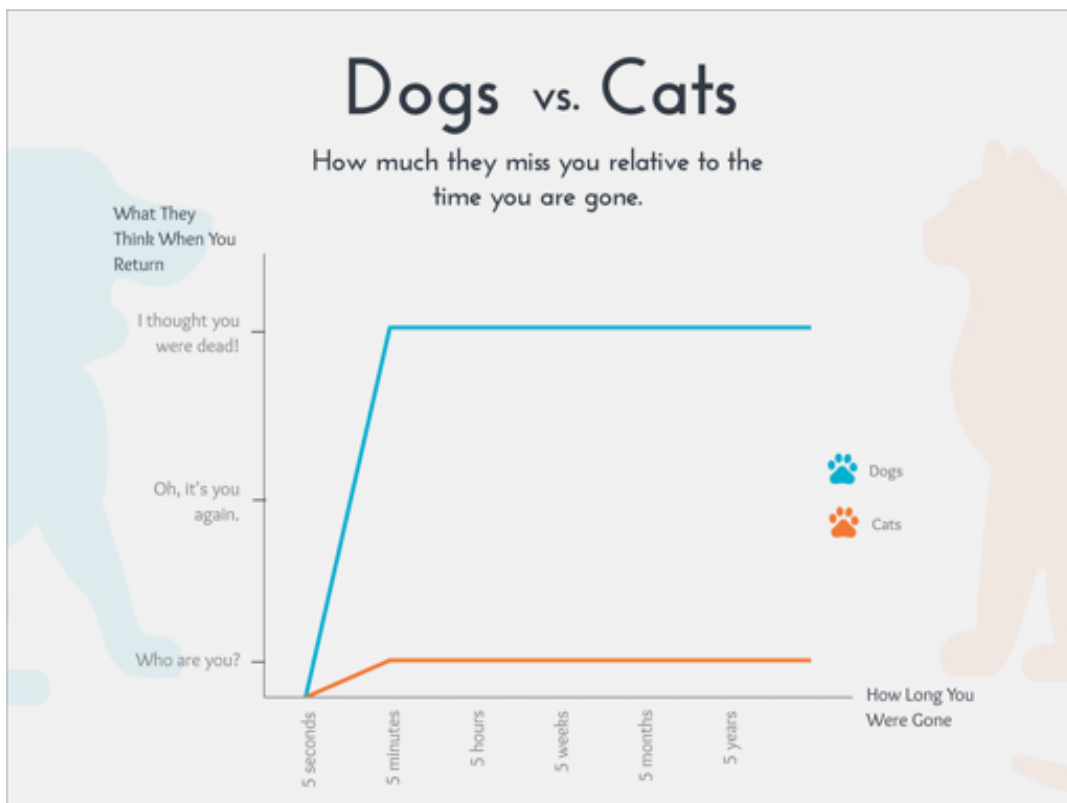 Dogs vs. Cats
How much they miss you relative to the
time you are gone.
What They
Think When You
Return
I thought you
were dead!
Oh, it's you
again.
Who are you?
Dogs
Cats
How Long You
Were Gone
5 seconds
5 minutes
5 hours
5 weeks
5 months
5 years